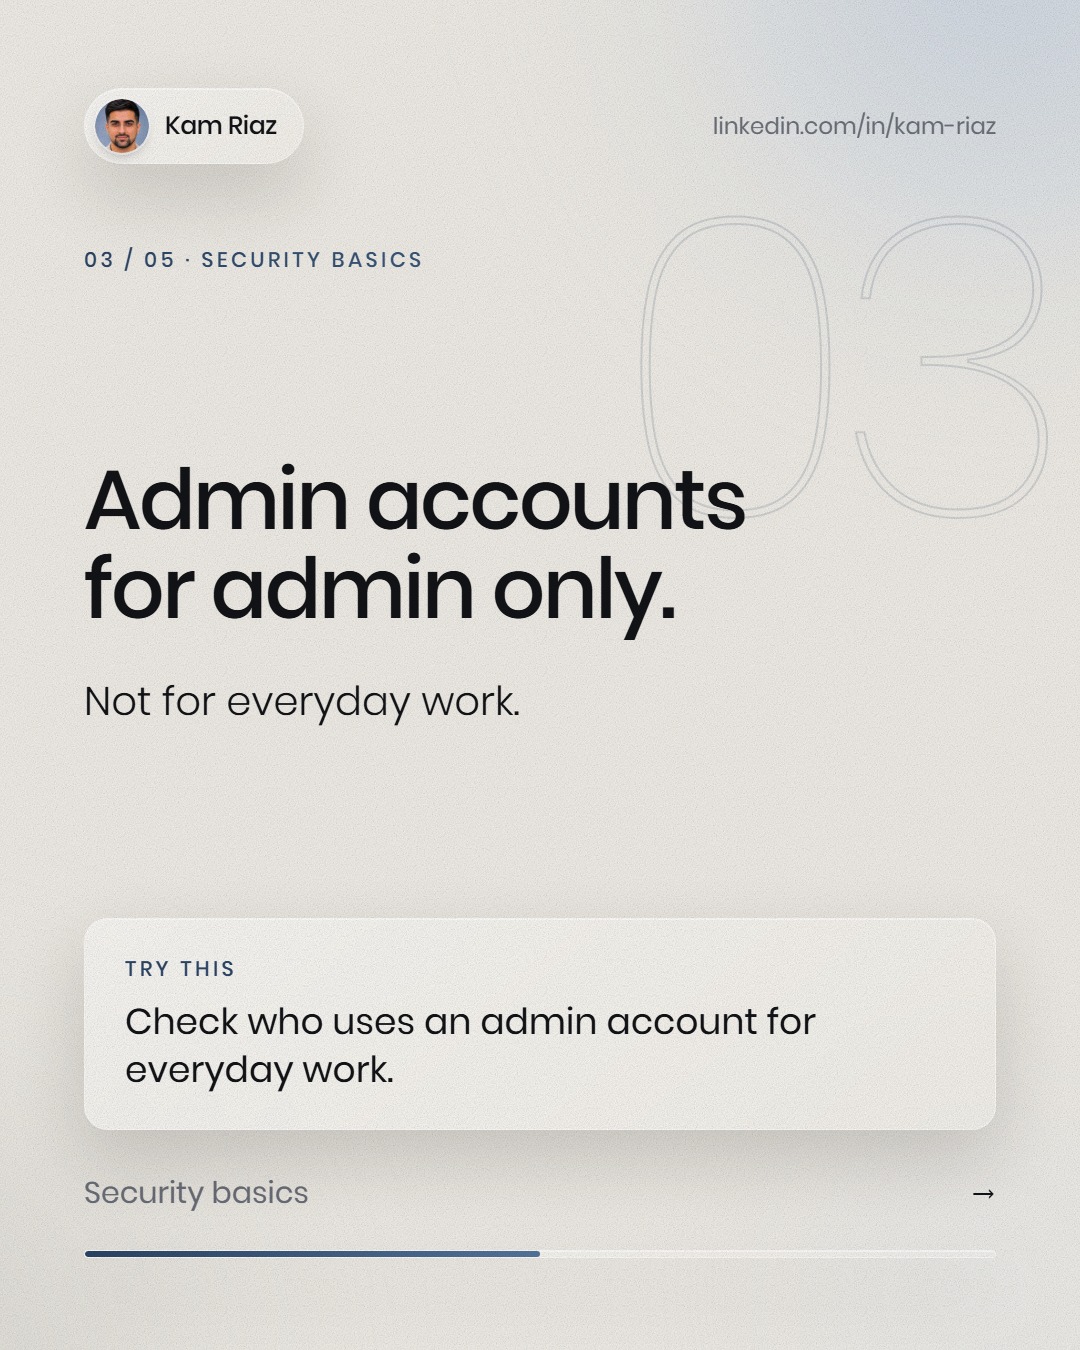 Kam Riaz
linkedin.com/in/kam-riaz
03 / 05 · SECURITY BASICS
03
Admin accounts
for admin only.
Not for everyday work.
TRY THIS
Check who uses an admin account for
everyday work.
Security basics →